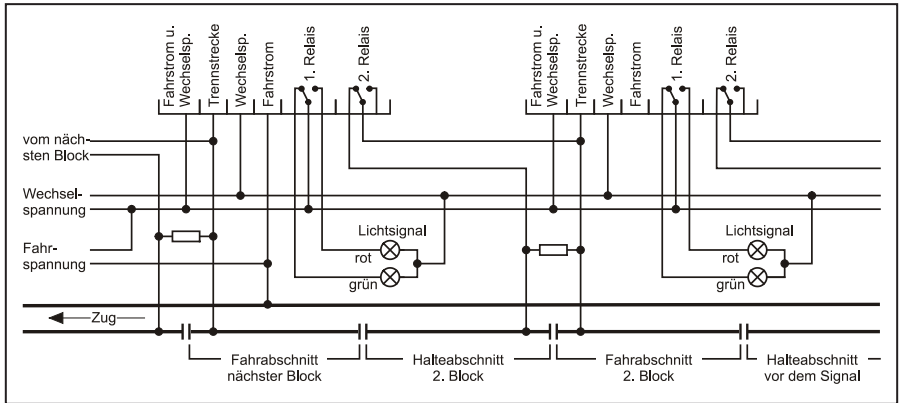 Fahrstrom u.
Wechselsp.
Trennstrecke
Wechselsp.
Fahrstrom
1. Relais
2. Relais
Fahrstrom u.
Wechselsp.
Trennstrecke
Wechselsp.
Fahrstrom
1. Relais
2. Relais
vom näch-
sten Block
Wechsel-
spannung
Fahr-
spannung
Lichtsignal
rot
grün
Lichtsignal
rot
grün
Zug
Fahrabschnitt
nächster Block
Halteabschnitt
2. Block
Fahrabschnitt
2. Block
Halteabschnitt
vor dem Signal